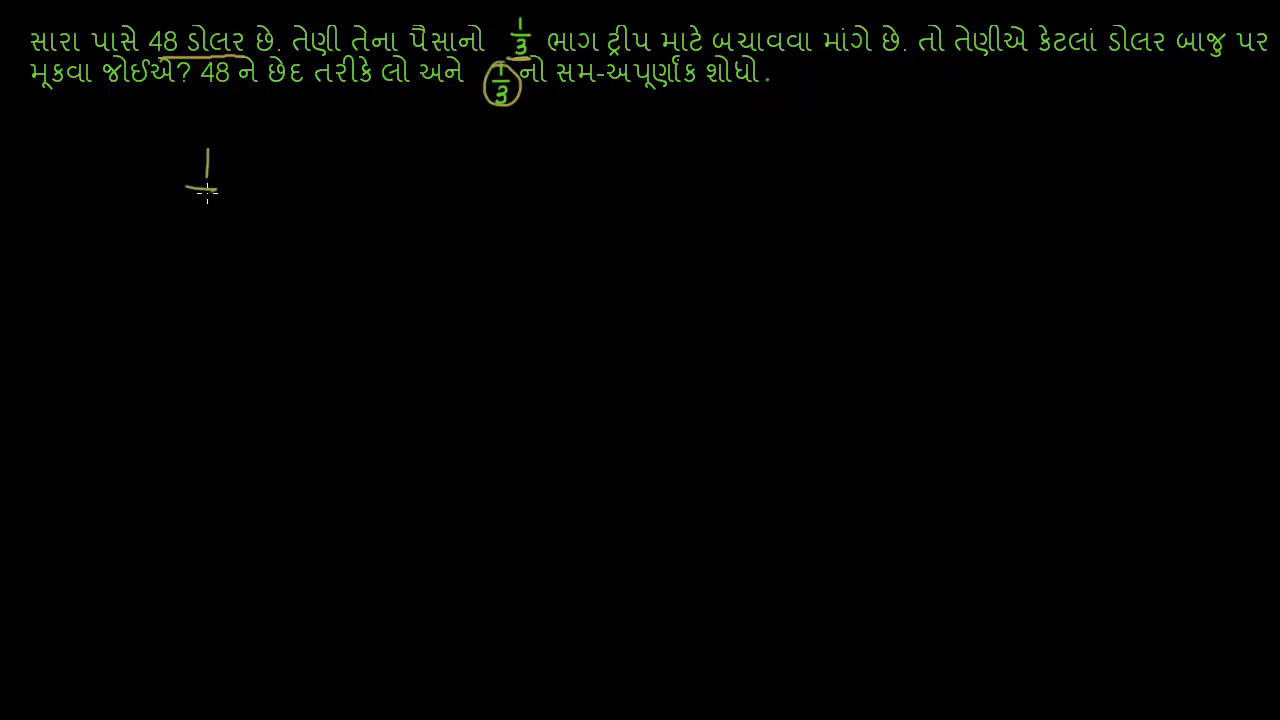 સારા પાસે 48 ડોલર છે. તેણી તેના પૈસાનો 1/3 ભાગ ટ્રીપ માટે બચાવવા માંગે છે. તો તેણીએ કેટલાં ડોલર બાજુ પર
મૂકવા જોઈએ? 48 ને છેદ તરીકે લો અને 1/3 નો સમ-અપૂર્ણાંક શોધો.
1